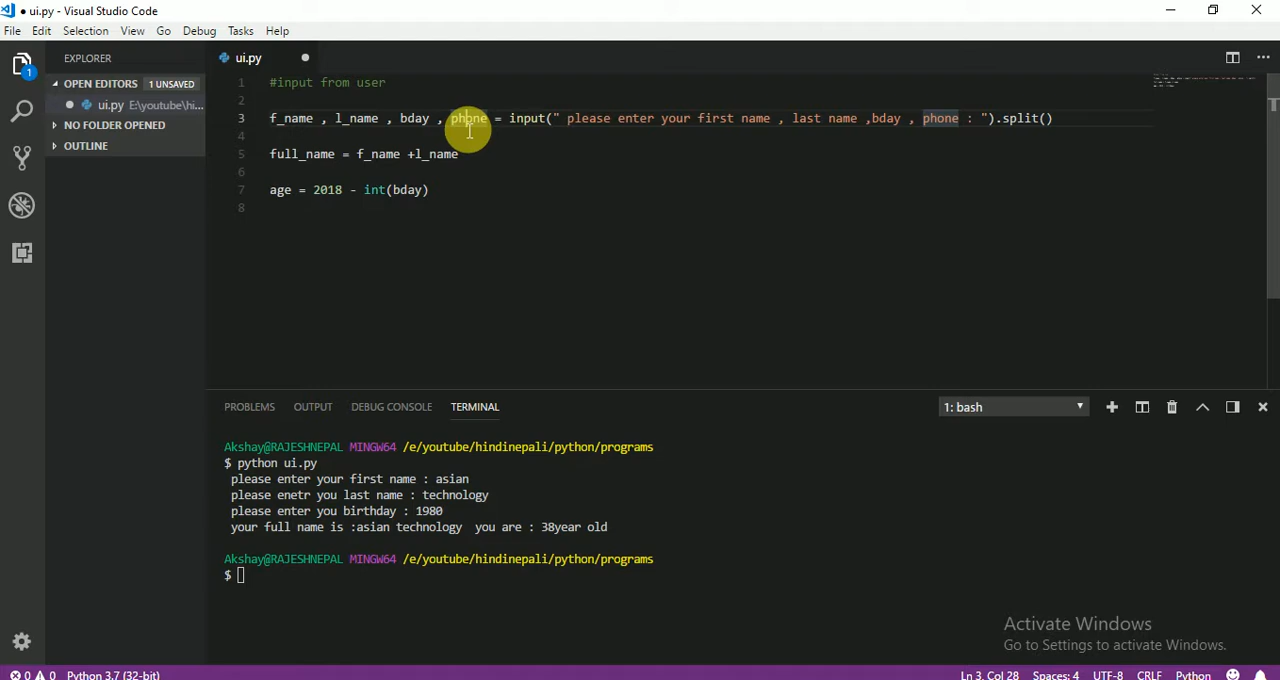 ui.py - Visual Studio Code
File Edit Selection View Go Debug Tasks Help
EXPLORER
ui.py
OPEN EDITORS 1 UNSAVED
ui.py E:\youtube\hi...
NO FOLDER OPENED
OUTLINE
1
1 #input from user
2
3 f_name , l_name , bday , phone = input(" please enter your first name , last name ,bday , phone : ").split()
4
5 full_name = f_name +l_name
6
7 age = 2018 - int(bday)
8
PROBLEMS OUTPUT DEBUG CONSOLE TERMINAL 1: bash
Akshay@RAJESHNEPAL MINGW64 /e/youtube/hindinepali/python/programs
$ python ui.py
please enter your first name : asian
please enetr you last name : technology
please enter you birthday : 1980
your full name is :asian technology you are : 38year old
Akshay@RAJESHNEPAL MINGW64 /e/youtube/hindinepali/python/programs
$
Activate Windows
Go to Settings to activate Windows.
0 0 Python 3.7 (32-bit) Ln 3, Col 28 Spaces: 4 UTF-8 CRLF Python